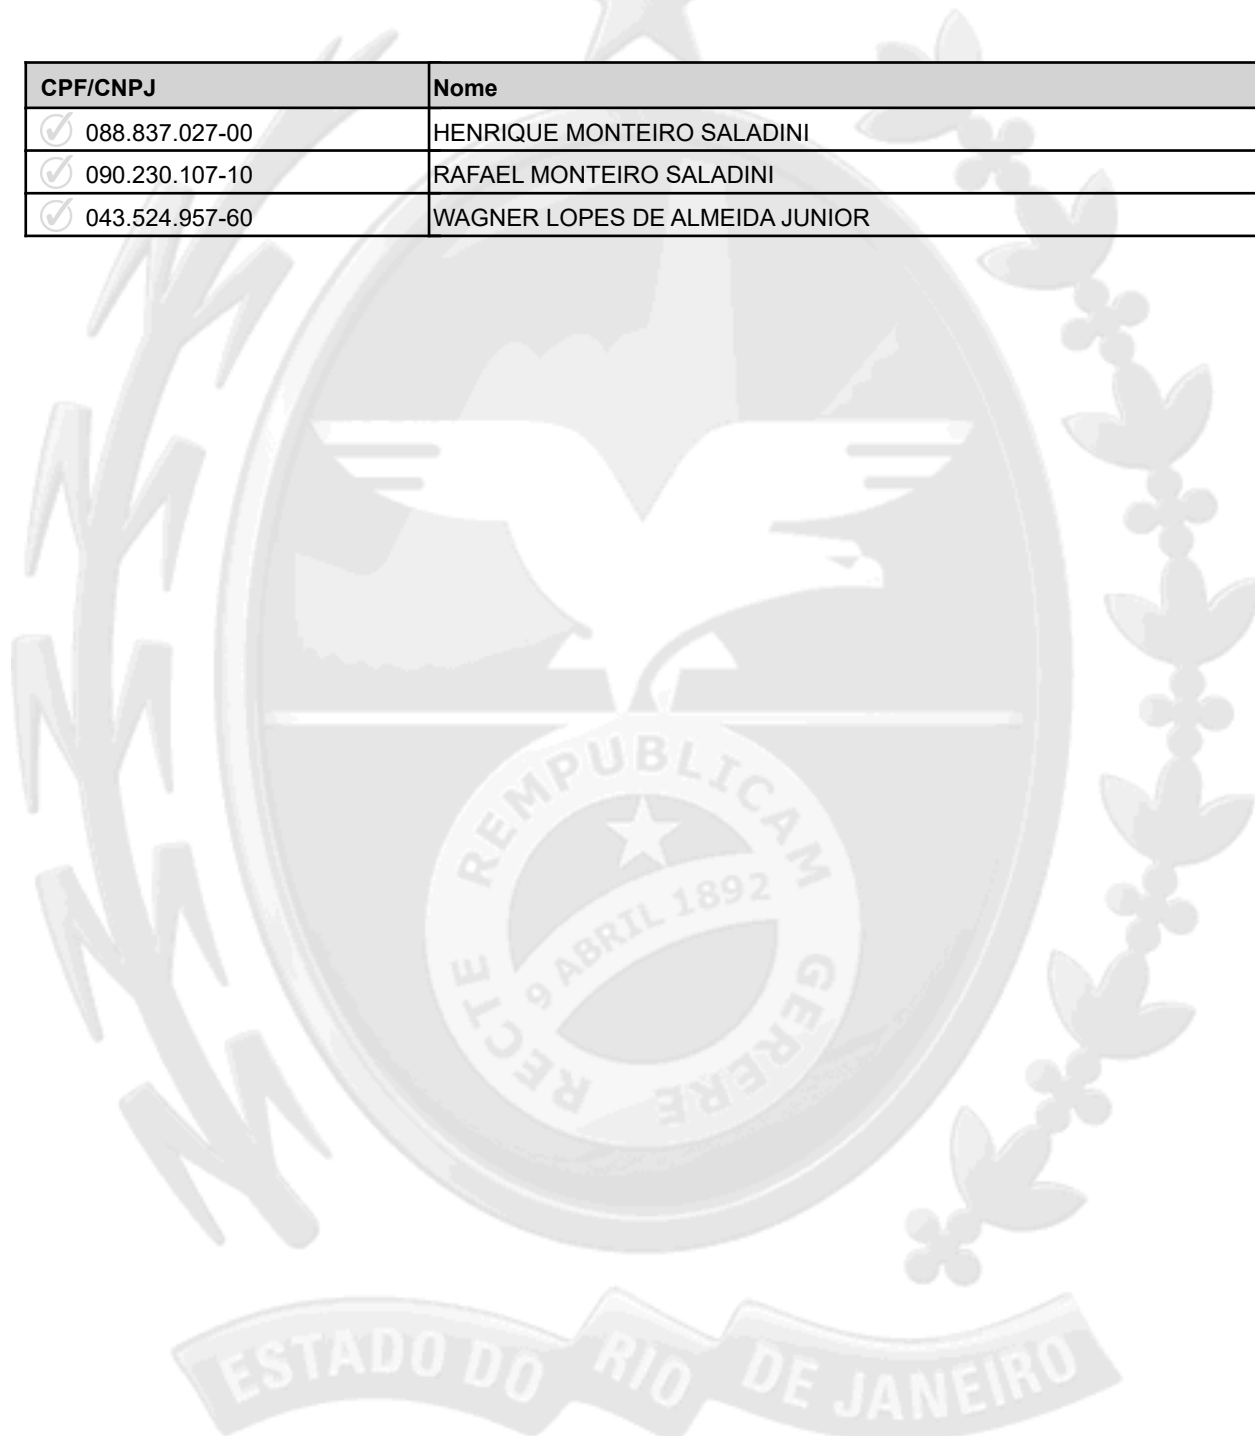 CPF/CNPJ Nome
088.837.027-00 HENRIQUE MONTEIRO SALADINI
090.230.107-10 RAFAEL MONTEIRO SALADINI
043.524.957-60 WAGNER LOPES DE ALMEIDA JUNIOR
RECTE REMPUBLICAM GERERE
9 ABRIL 1892
ESTADO DO RIO DE JANEIRO